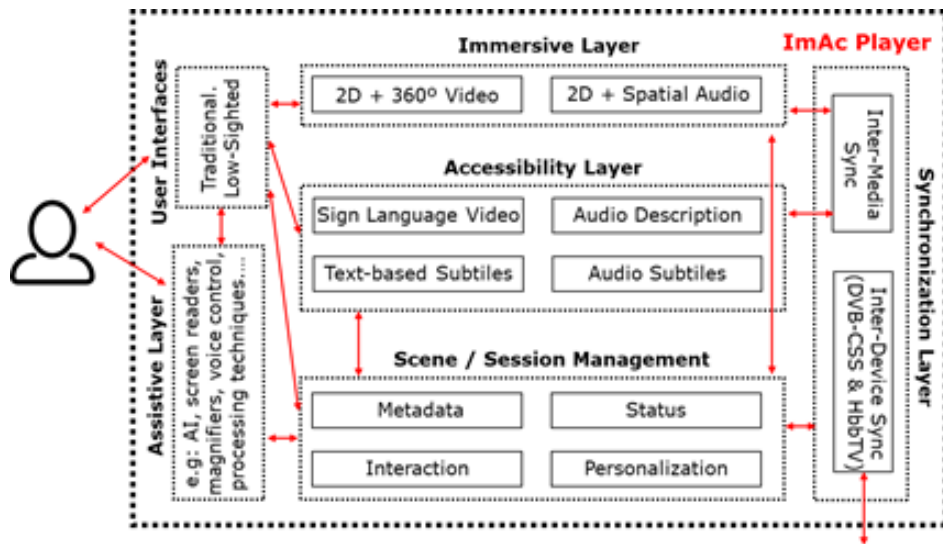 Immersive Layer
ImAc Player
2D + 360º Video
2D + Spatial Audio
User Interfaces
Traditional.
Low-Sighted
Accessibility Layer
Sign Language Video
Audio Description
Text-based Subtiles
Audio Subtiles
Assistive Layer
e.g: AI, screen readers,
magnifiers, voice control,
processing techniques...
Scene / Session Management
Metadata
Status
Interaction
Personalization
Inter-Media
Sync
Inter-Device Sync
(DVB-CSS & HbbTV)
Synchronization Layer